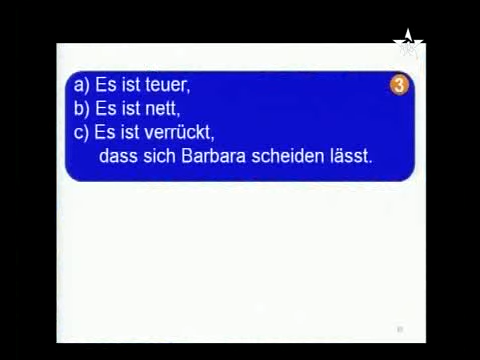 a) Es ist teuer,
3
b) Es ist nett,
c) Es ist verrückt,
dass sich Barbara scheiden lässt.